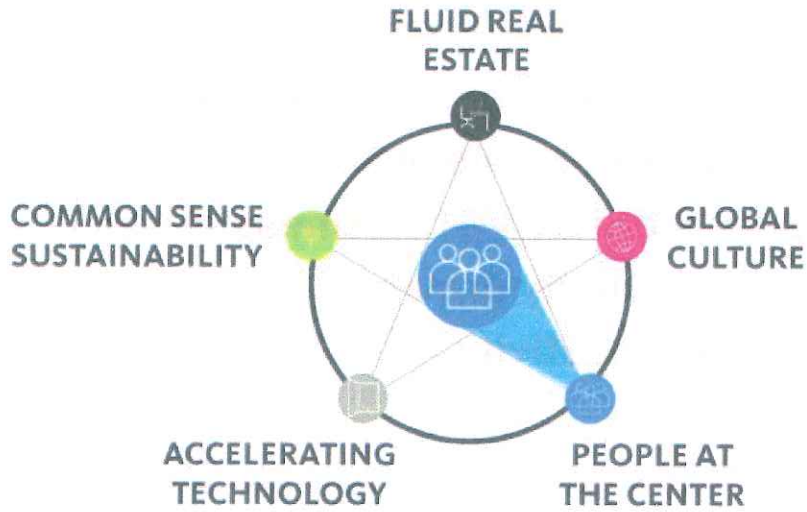 FLUID REAL
ESTATE
COMMON SENSE
SUSTAINABILITY
GLOBAL
CULTURE
ACCELERATING
TECHNOLOGY
PEOPLE AT
THE CENTER